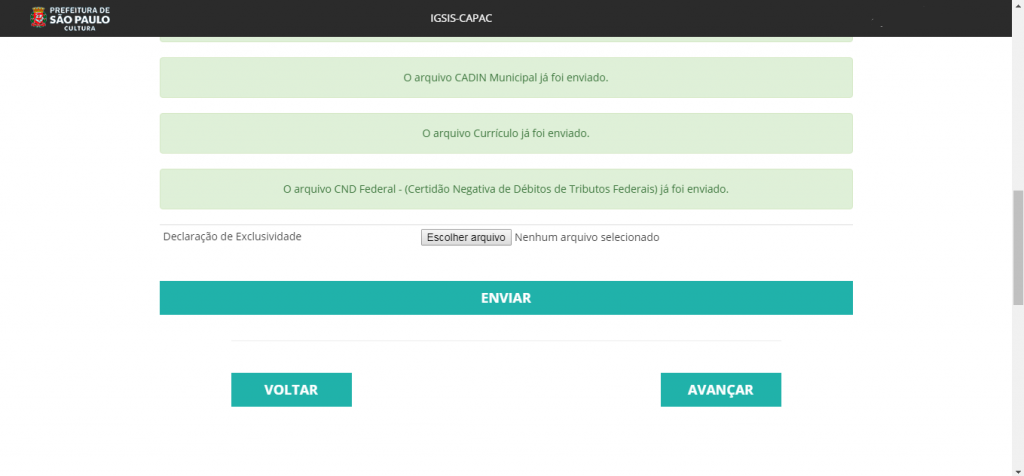 PREFEITURA DE
SÃO PAULO
CULTURA
IGSIS-CAPAC
O arquivo CADIN Municipal já foi enviado.
O arquivo Currículo já foi enviado.
O arquivo CND Federal - (Certidão Negativa de Débitos de Tributos Federais) já foi enviado.
Declaração de Exclusividade Escolher arquivo Nenhum arquivo selecionado
ENVIAR
VOLTAR AVANÇAR